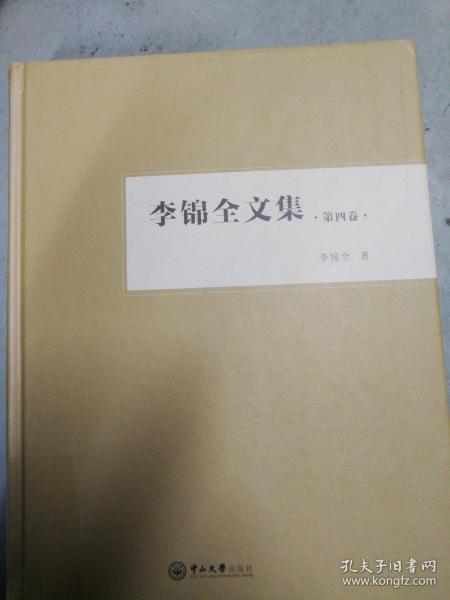 李锦全文集 ·第四卷·
李锦全 著
中山大学出版社
孔夫子旧书网
www.kongfz.com